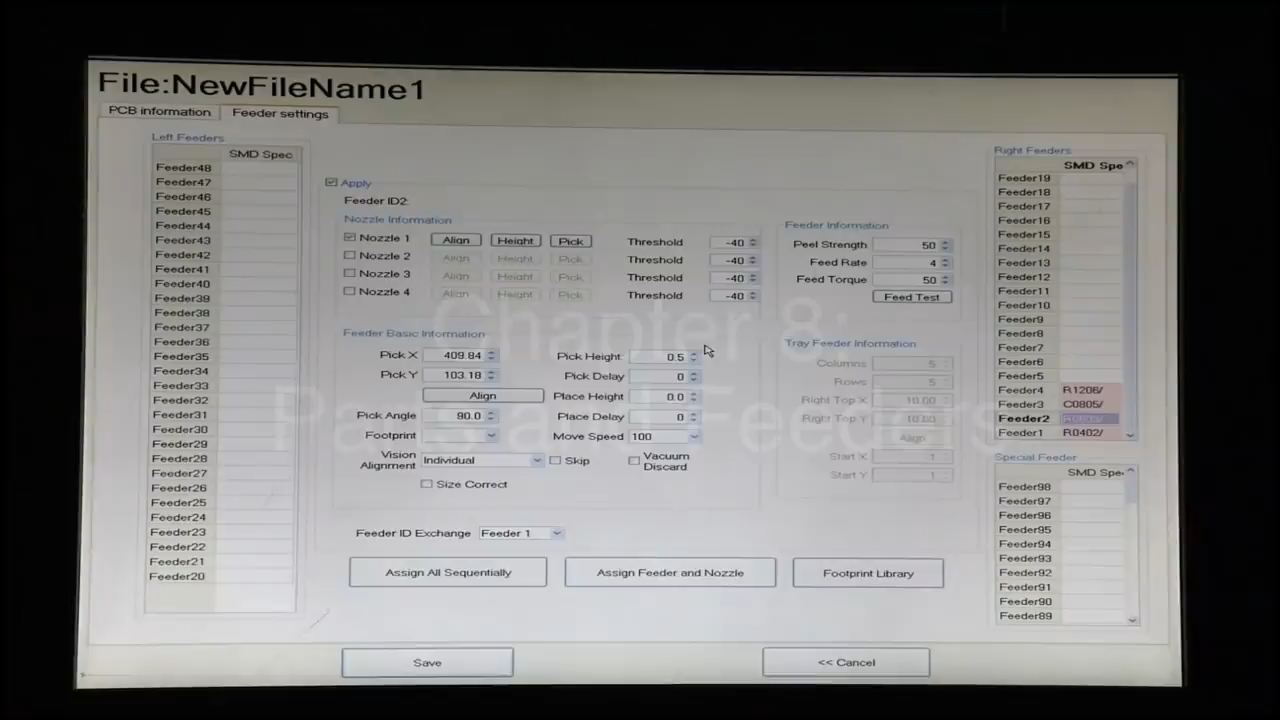 File:NewFileName1
PCB information
Feeder settings
Left Feeders
SMD Spec
Feeder48
Feeder47
Feeder46
Feeder45
Feeder44
Feeder43
Feeder42
Feeder41
Feeder40
Feeder39
Feeder38
Feeder37
Feeder36
Feeder35
Feeder34
Feeder33
Feeder32
Feeder31
Feeder30
Feeder29
Feeder28
Feeder27
Feeder26
Feeder25
Feeder24
Feeder23
Feeder22
Feeder21
Feeder20
Apply
Feeder ID2:
Nozzle Information
Nozzle 1 Align Height Pick Threshold -40
Nozzle 2 Align Height Pick Threshold -40
Nozzle 3 Align Height Pick Threshold -40
Nozzle 4 Align Height Pick Threshold -40
Feeder Information
Peel Strength 50
Feed Rate 4
Feed Torque 50
Feed Test
Chapter 8:
Parts and Feeders
Feeder Basic Information
Pick X 409.84
Pick Y 103.18
Align
Pick Angle 90.0
Footprint
Vision
Alignment
Individual
Size Correct
Pick Height 0.5
Pick Delay 0
Place Height 0.0
Place Delay 0
Move Speed 100
Skip
Vacuum
Discard
Tray Feeder Information
Columns 5
Rows 5
Right Top X 10.00
Right Top Y 10.00
Align
Start X 1
Start Y 1
Feeder ID Exchange Feeder 1
Assign All Sequentially
Assign Feeder and Nozzle
Footprint Library
Save
<< Cancel
Right Feeders
SMD Spe
Feeder19
Feeder18
Feeder17
Feeder16
Feeder15
Feeder14
Feeder13
Feeder12
Feeder11
Feeder10
Feeder9
Feeder8
Feeder7
Feeder6
Feeder5
Feeder4 R1206/
Feeder3 C0805/
Feeder2
Feeder1 R0402/
Special Feeder
SMD Spe
Feeder98
Feeder97
Feeder96
Feeder95
Feeder94
Feeder93
Feeder92
Feeder91
Feeder90
Feeder89